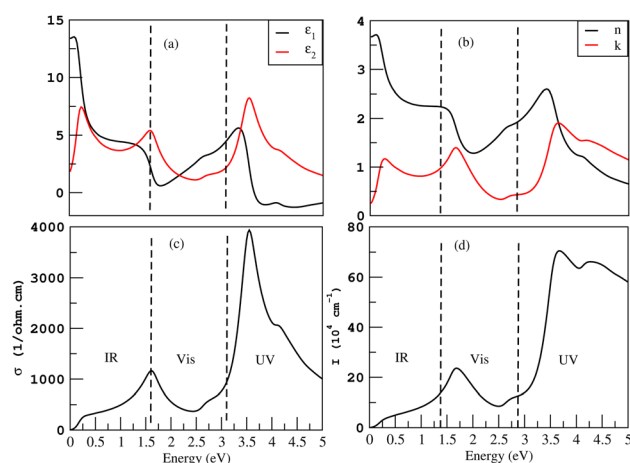 15
10
5
0
(a)
ε1
ε2
4
3
2
1
0
(b)
n
k
4000
3000
2000
1000
0
σ (1/ohm.cm)
(c)
IR
Vis
UV
0 0.5 1 1.5 2 2.5 3 3.5 4 4.5 5
Energy (eV)
80
60
40
20
0
I (10^4 cm^-1)
(d)
IR
Vis
UV
0 0.5 1 1.5 2 2.5 3 3.5 4 4.5 5
Energy (eV)